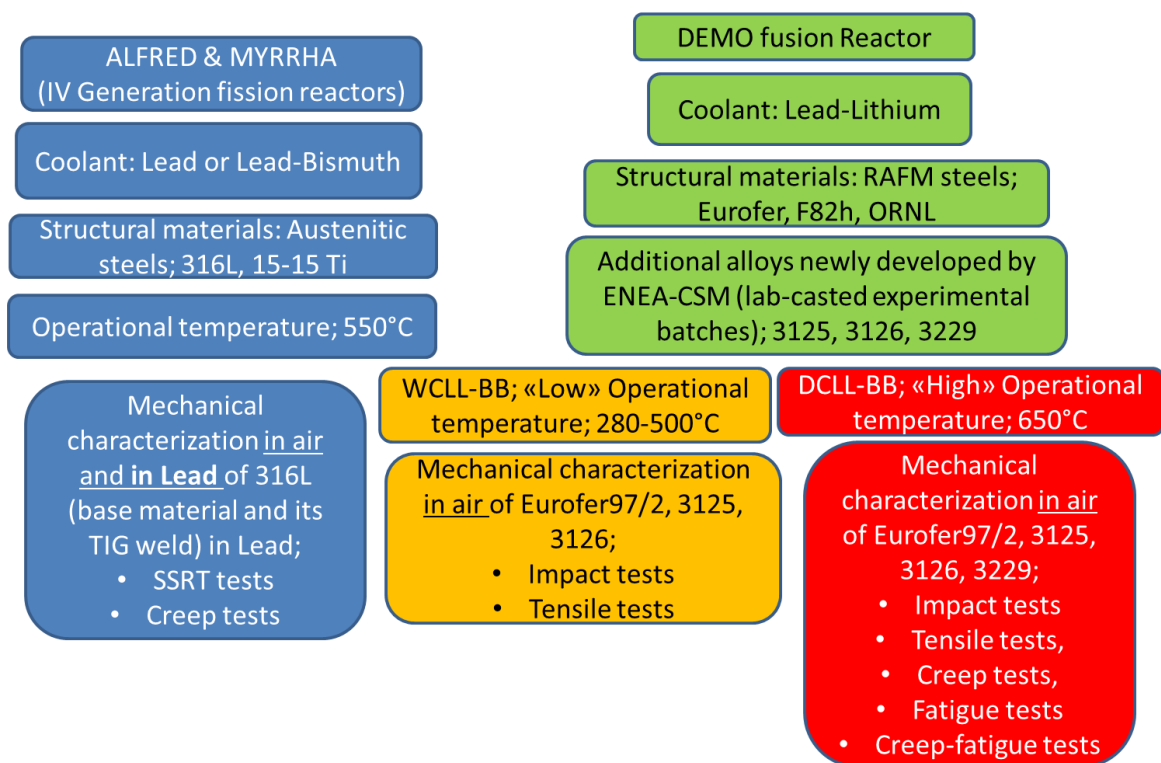 ALFRED & MYRRHA
(IV Generation fission reactors)
Coolant: Lead or Lead-Bismuth
Structural materials: Austenitic
steels; 316L, 15-15 Ti
Operational temperature; 550°C
Mechanical
characterization in air
and in Lead of 316L
(base material and its
TIG weld) in Lead;
• SSRT tests
• Creep tests
DEMO fusion Reactor
Coolant: Lead-Lithium
Structural materials: RAFM steels;
Eurofer, F82h, ORNL
Additional alloys newly developed by
ENEA-CSM (lab-casted experimental
batches); 3125, 3126, 3229
WCLL-BB; «Low» Operational
temperature; 280-500°C
Mechanical characterization
in air of Eurofer97/2, 3125,
3126;
• Impact tests
• Tensile tests
DCLL-BB; «High» Operational
temperature; 650°C
Mechanical
characterization in air
of Eurofer97/2, 3125,
3126, 3229;
• Impact tests
• Tensile tests,
• Creep tests,
• Fatigue tests
• Creep-fatigue tests